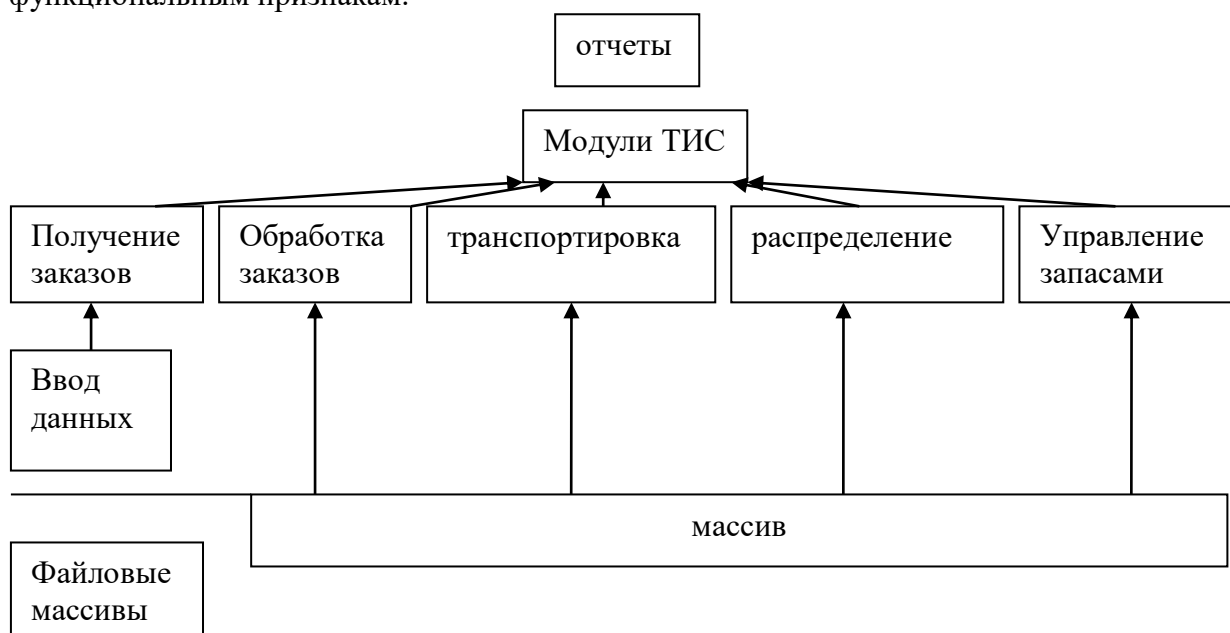 функциональным признакам.
отчеты
Модули ТИС
Получение
заказов
Обработка
заказов
транспортировка
распределение
Управление
запасами
Ввод
данных
массив
Файловые
массивы